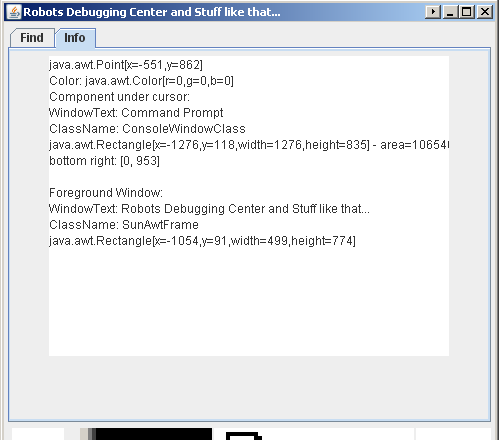 Robots Debugging Center and Stuff like that...
Find Info
java.awt.Point[x=-551,y=862]
Color: java.awt.Color[r=0,g=0,b=0]
Component under cursor:
WindowText: Command Prompt
ClassName: ConsoleWindowClass
java.awt.Rectangle[x=-1276,y=118,width=1276,height=835] - area=10654
bottom right: [0, 953]
Foreground Window:
WindowText: Robots Debugging Center and Stuff like that...
ClassName: SunAwtFrame
java.awt.Rectangle[x=-1054,y=91,width=499,height=774]